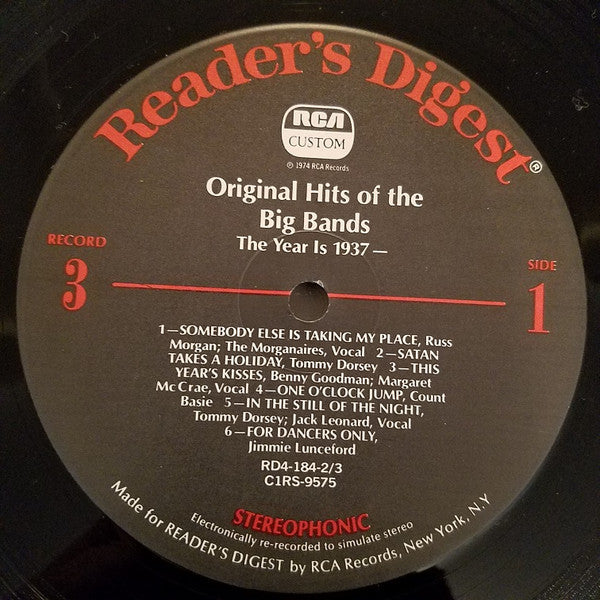 Reader's Digest®
RCA
CUSTOM
℗ 1974 RCA Records
Original Hits of the
Big Bands
The Year Is 1937—
RECORD
3
SIDE
1
1—SOMEBODY ELSE IS TAKING MY PLACE, Russ
Morgan; The Morganaires, Vocal 2—SATAN
TAKES A HOLIDAY, Tommy Dorsey 3—THIS
YEAR'S KISSES, Benny Goodman; Margaret
McCrae, Vocal 4—ONE O'CLOCK JUMP, Count
Basie 5—IN THE STILL OF THE NIGHT,
Tommy Dorsey; Jack Leonard, Vocal
6—FOR DANCERS ONLY,
Jimmie Lunceford
RD4-184-2/3
C1RS-9575
STEREOPHONIC
Electronically re-recorded to simulate stereo
Made for READER'S DIGEST by RCA Records, New York, N.Y